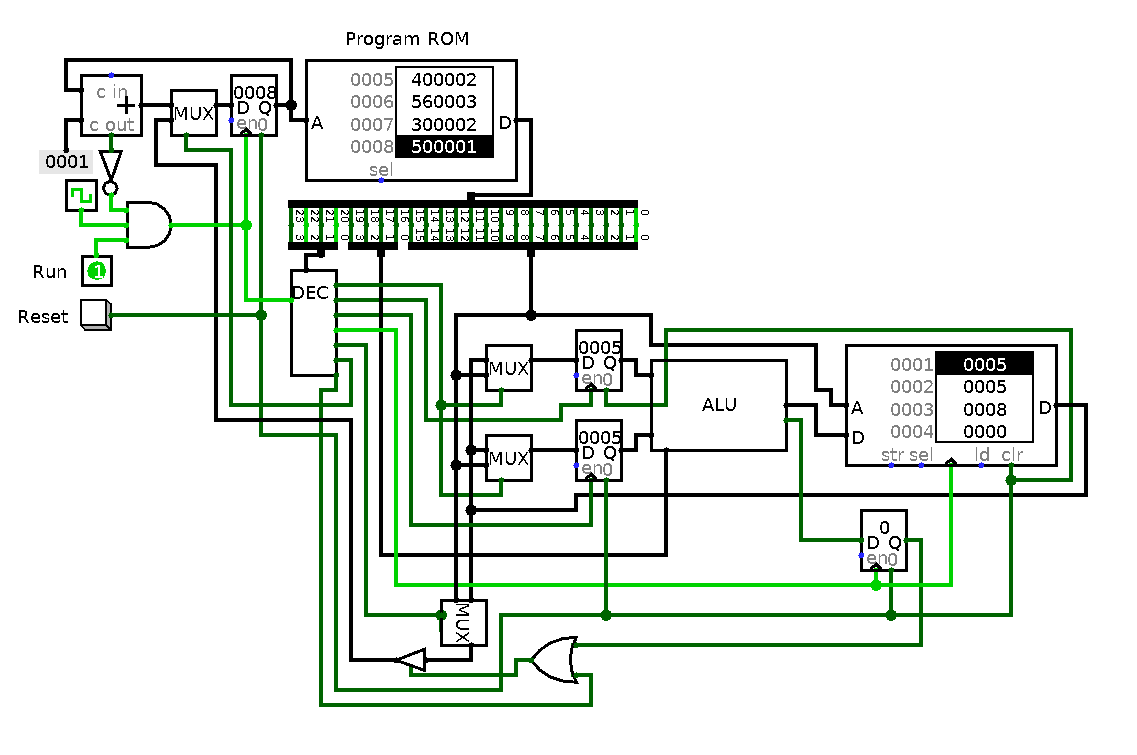 Program ROM
c in
+
c out
MUX
0008
D Q
en0
0001
A
0005 400002
0006 560003
0007 300002
0008 500001
D
sel
23 22 21 20 19 18 17 16 15 14 13 12 11 10 9 8 7 6 5 4 3 2 1 0
3 2 1 0 3 2 1 0 15 14 13 12 11 10 9 8 7 6 5 4 3 2 1 0
Run
1
Reset
DEC
MUX
0005
D Q
en0
ALU
MUX
0005
D Q
en0
A
D
0001 0005
0002 0005
0003 0008
0004 0000
D
str sel
ld clr
0
D Q
en0
MUX